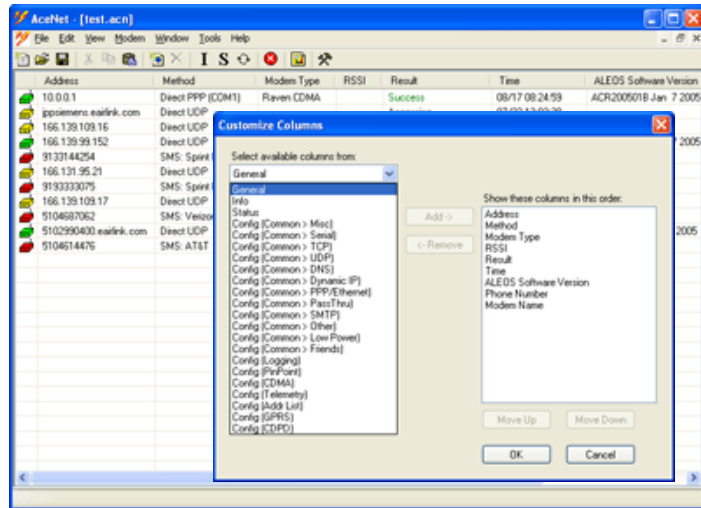 AceNet - [test.acn]
File Edit View Modem Window Tools Help
I S
Address Method Modem Type RSSI Result Time ALEOS Software Version
10.0.0.1 Direct PPP (COM1) Raven CDMA Success 08/17 08:24:59 ACR200501B Jan 7 2005
jppsiemens.eairlink.com Direct UDP
166.139.109.16 Direct UDP
166.139.99.152 Direct UDP 2005
9133144254 SMS: Sprint
166.131.95.21 Direct UDP
9193333075 SMS: Sprint
166.139.109.17 Direct UDP
5104687062 SMS: Verizon
5102990400.eairlink.com Direct UDP 2005
5104614476 SMS: AT&T
Customize Columns
Select available columns from:
General
General
Info
Status
Config (Common > Misc)
Config (Common > Serial)
Config (Common > TCP)
Config (Common > UDP)
Config (Common > DNS)
Config (Common > Dynamic IP)
Config (Common > PPP/Ethernet)
Config (Common > PassThru)
Config (Common > SMTP)
Config (Common > Other)
Config (Common > Low Power)
Config (Common > Friends)
Config (Logging)
Config (PinPoint)
Config (CDMA)
Config (Telemetry)
Config (Addr List)
Config (GPRS)
Config (CDPD)
Add ->
<- Remove
Show these columns in this order:
Address
Method
Modem Type
RSSI
Result
Time
ALEOS Software Version
Phone Number
Modem Name
Move Up Move Down
OK Cancel